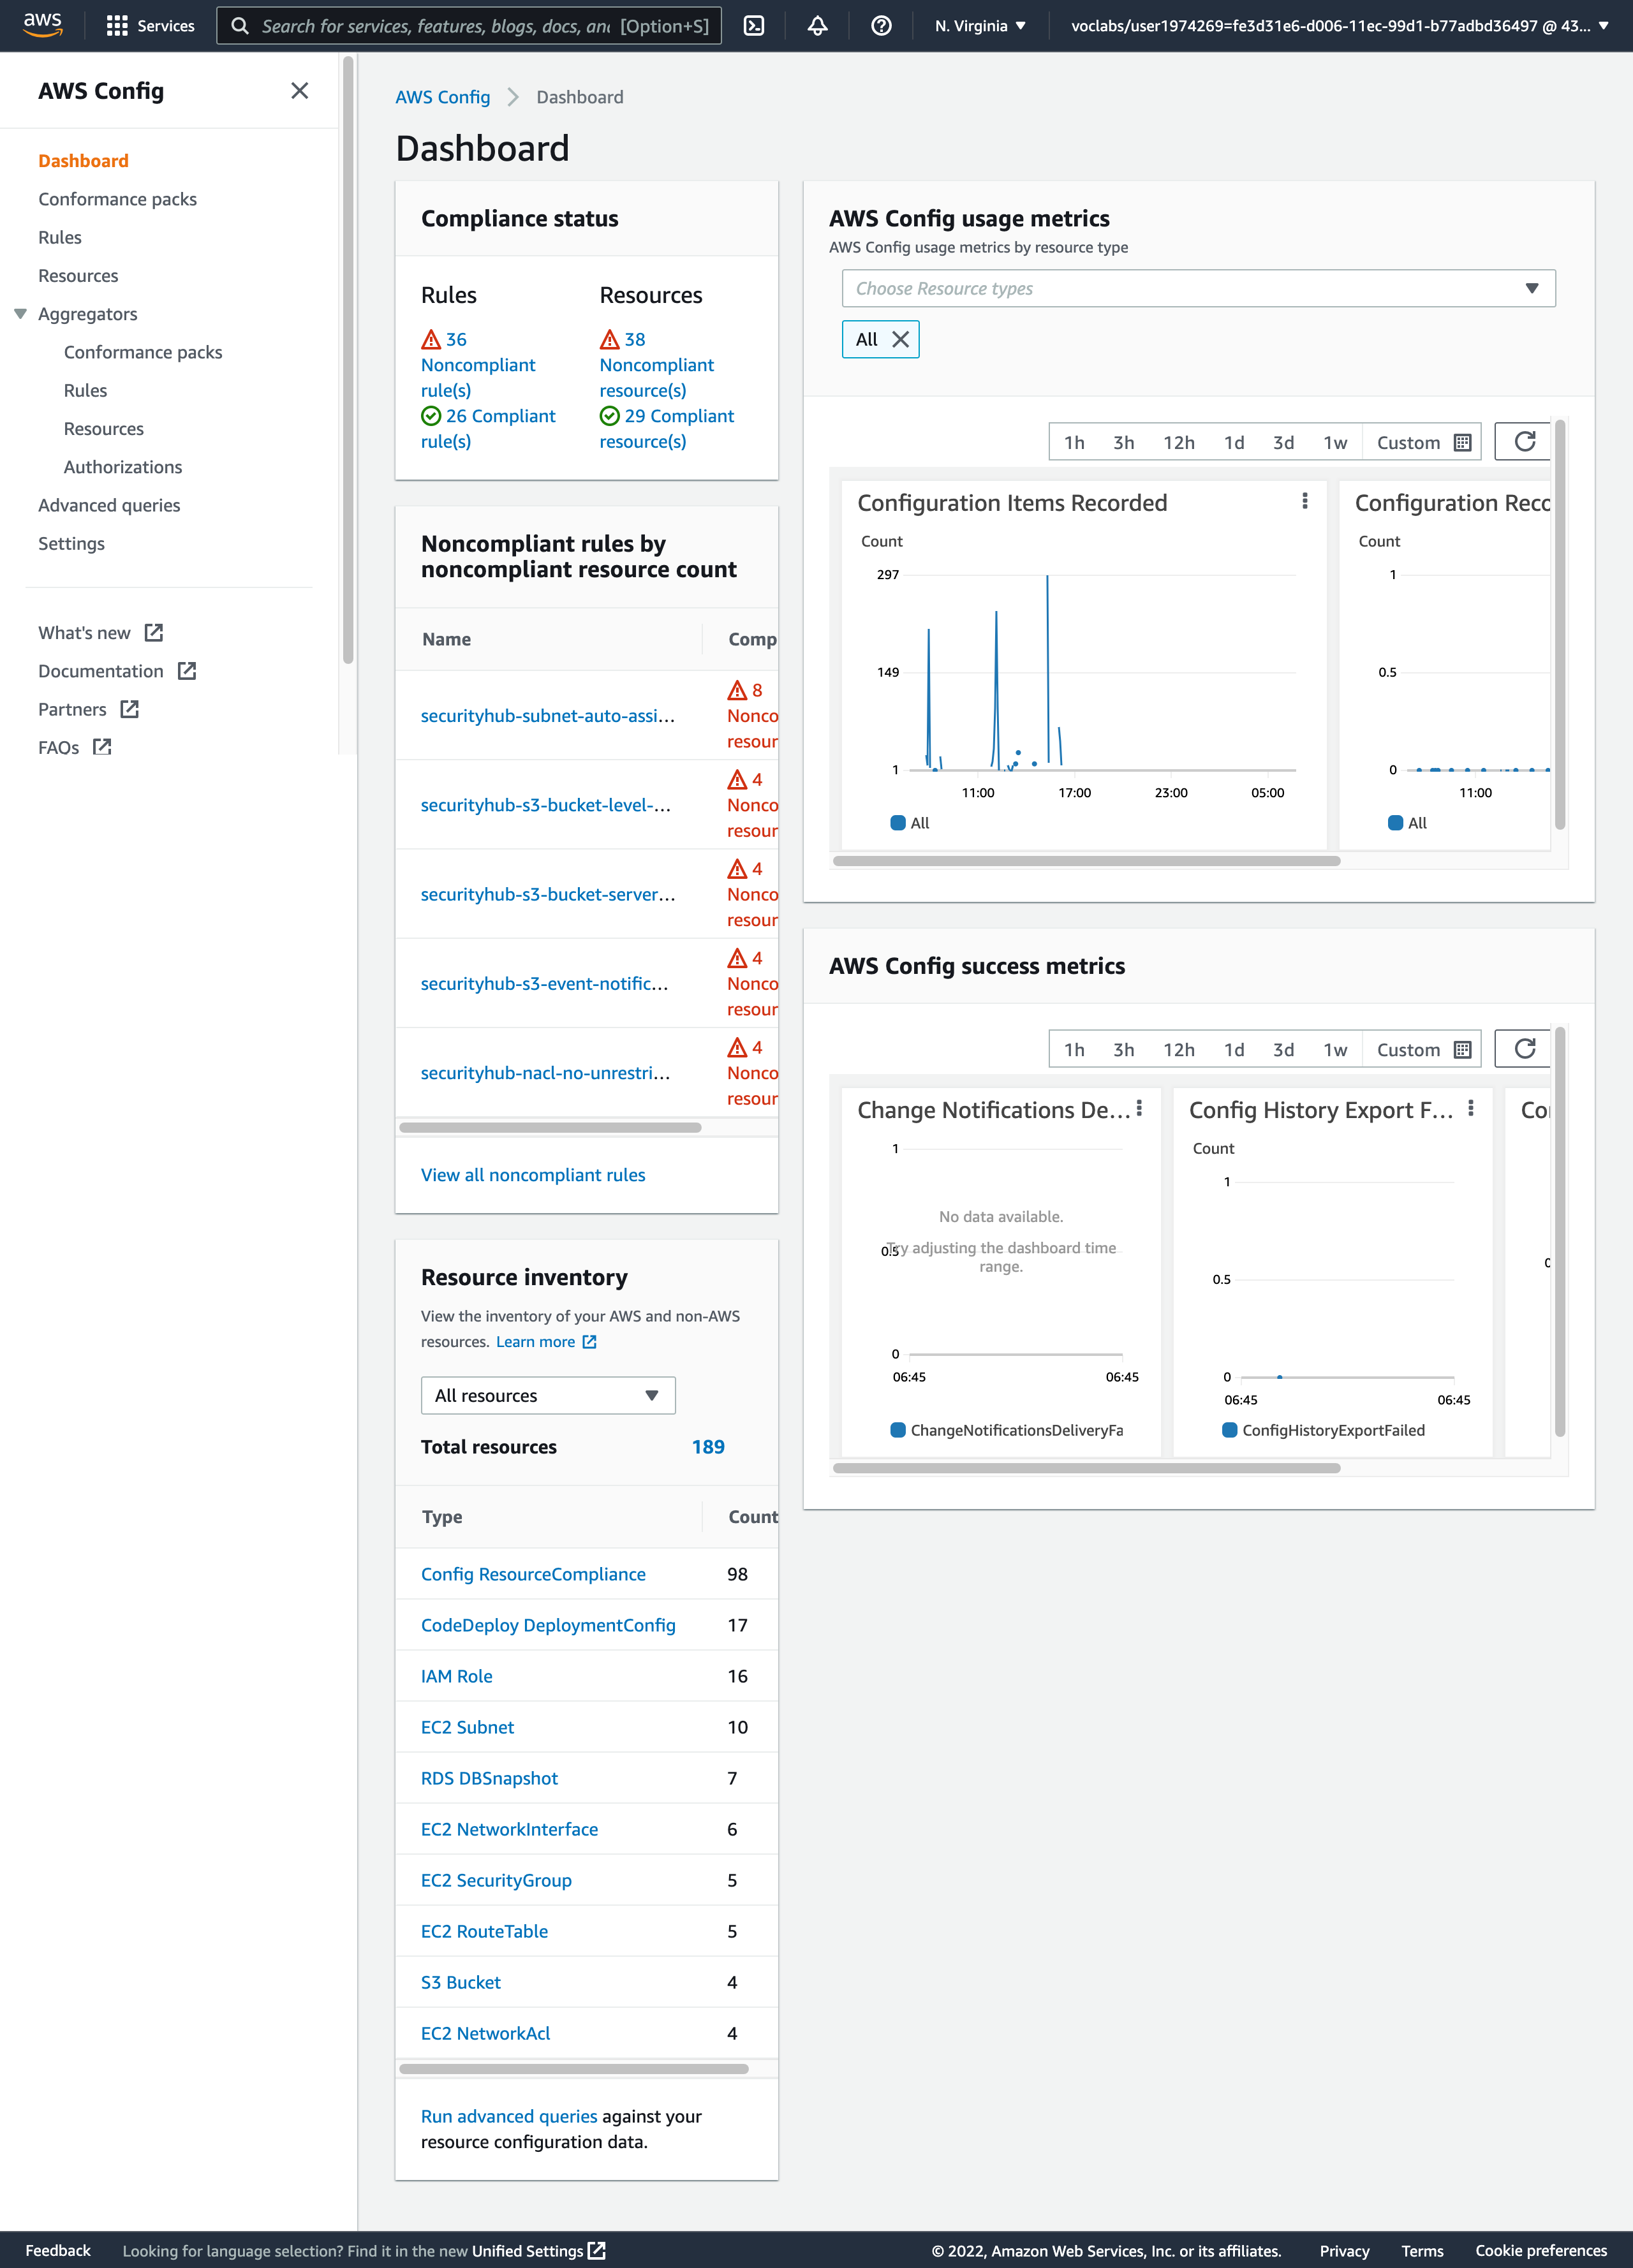 aws
Services
Search for services, features, blogs, docs, an [Option+S]
N. Virginia
voclabs/user1974269=fe3d31e6-d006-11ec-99d1-b77adbd36497 @ 43...
AWS Config
Dashboard
Conformance packs
Rules
Resources
Aggregators
Conformance packs
Rules
Resources
Authorizations
Advanced queries
Settings
What's new
Documentation
Partners
FAQs
AWS Config > Dashboard
Dashboard
Compliance status
Rules
36
Noncompliant
rule(s)
26 Compliant
rule(s)
Resources
38
Noncompliant
resource(s)
29 Compliant
resource(s)
Noncompliant rules by
noncompliant resource count
Name Comp
securityhub-subnet-auto-assi...
8
Nonco
resour
securityhub-s3-bucket-level-...
4
Nonco
resour
securityhub-s3-bucket-server...
4
Nonco
resour
securityhub-s3-event-notific...
4
Nonco
resour
securityhub-nacl-no-unrestri...
4
Nonco
resour
View all noncompliant rules
Resource inventory
View the inventory of your AWS and non-AWS
resources. Learn more
All resources
Total resources 189
Type Count
Config ResourceCompliance 98
CodeDeploy DeploymentConfig 17
IAM Role 16
EC2 Subnet 10
RDS DBSnapshot 7
EC2 NetworkInterface 6
EC2 SecurityGroup 5
EC2 RouteTable 5
S3 Bucket 4
EC2 NetworkAcl 4
Run advanced queries against your
resource configuration data.
AWS Config usage metrics
AWS Config usage metrics by resource type
Choose Resource types
All
1h 3h 12h 1d 3d 1w Custom
Configuration Items Recorded
Count
297
149
1
11:00 17:00 23:00 05:00
All
Configuration Reco
Count
1
0.5
0
11:00
All
AWS Config success metrics
1h 3h 12h 1d 3d 1w Custom
Change Notifications De...
1
No data available.
0.5
Try adjusting the dashboard time
range.
0
06:45 06:45
ChangeNotificationsDeliveryFa
Config History Export F...
Count
1
0.5
0
06:45 06:45
ConfigHistoryExportFailed
Feedback
Looking for language selection? Find it in the new Unified Settings
© 2022, Amazon Web Services, Inc. or its affiliates.
Privacy
Terms
Cookie preferences